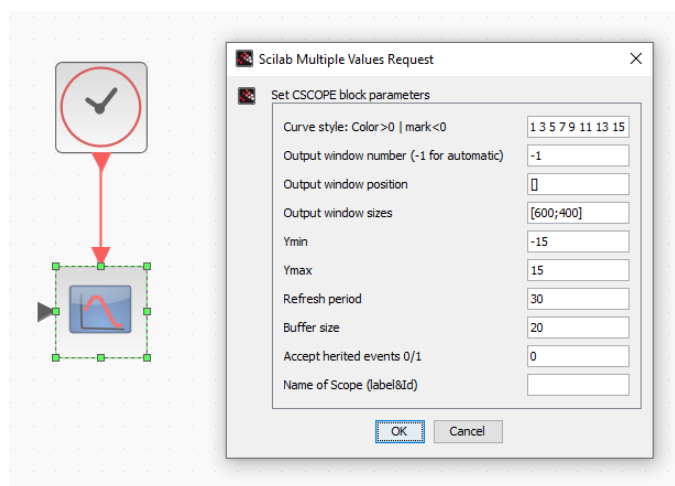 Scilab Multiple Values Request
Set CSCOPE block parameters
Curve style: Color>0 | mark<0 1 3 5 7 9 11 13 15
Output window number (-1 for automatic) -1
Output window position []
Output window sizes [600;400]
Ymin -15
Ymax 15
Refresh period 30
Buffer size 20
Accept herited events 0/1 0
Name of Scope (label&Id)
OK Cancel